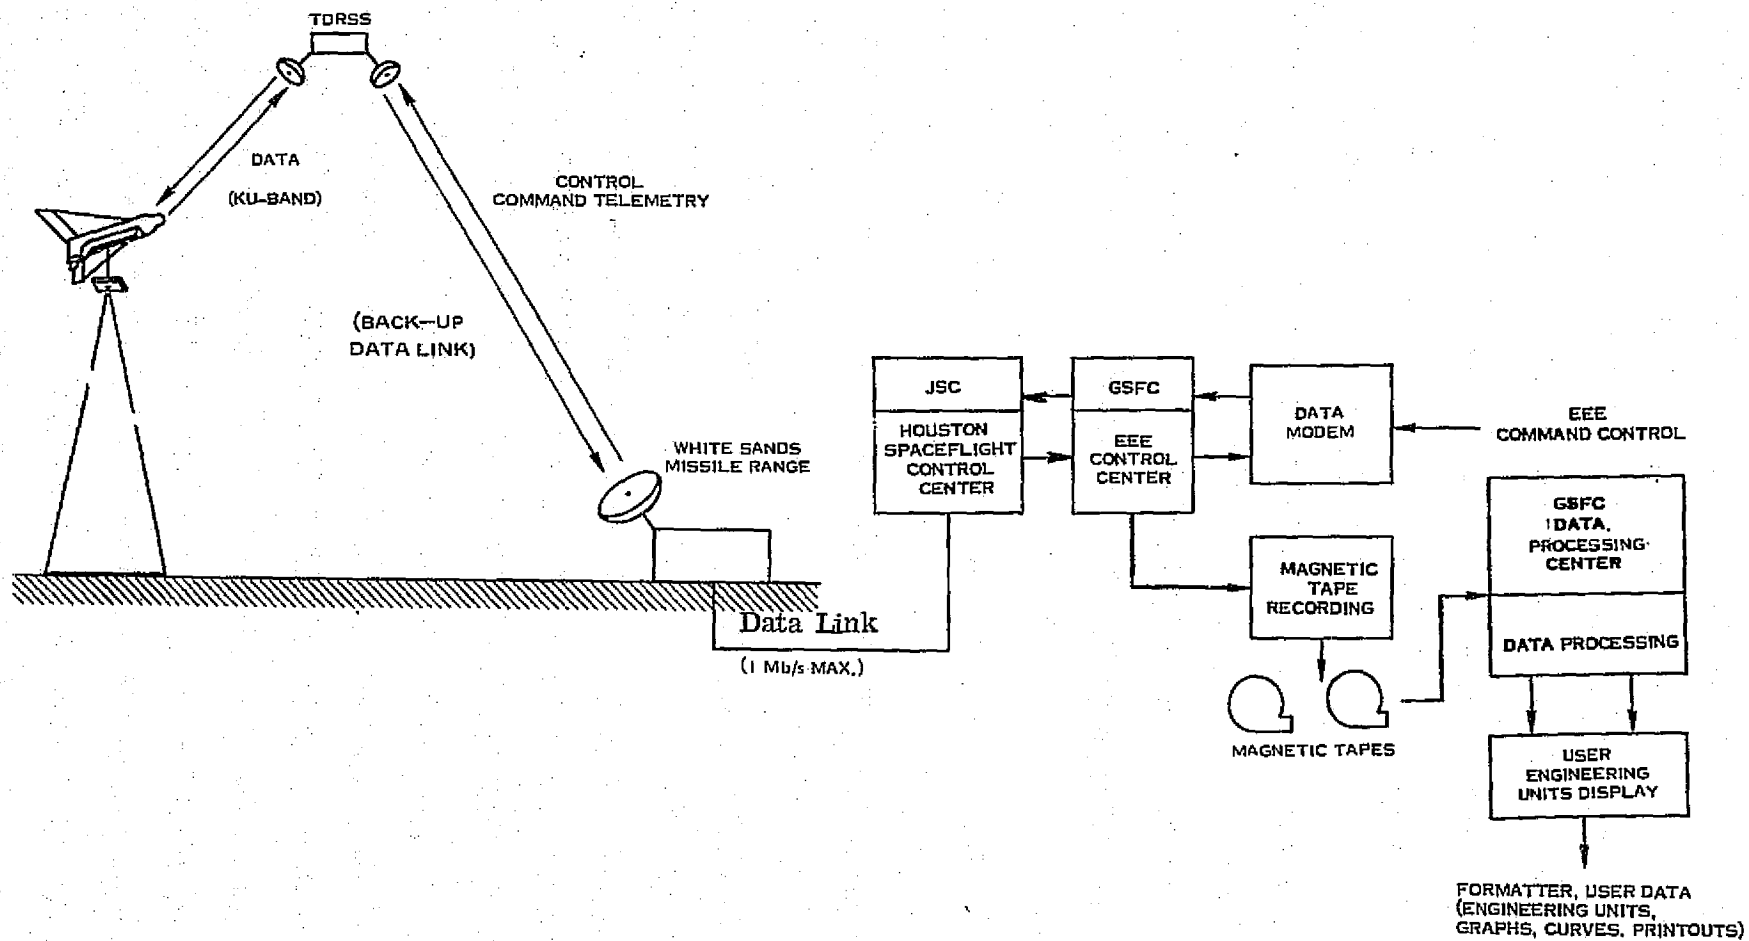 TDRSS
DATA
(KU-BAND)
CONTROL
COMMAND TELEMETRY
(BACK-UP
DATA LINK)
WHITE SANDS
MISSILE RANGE
Data Link
(1 Mb/s MAX.)
JSC
HOUSTON
SPACEFLIGHT
CONTROL
CENTER
GSFC
EEE
CONTROL
CENTER
DATA
MODEM
EEE
COMMAND CONTROL
MAGNETIC
TAPE
RECORDING
MAGNETIC TAPES
GSFC
DATA
PROCESSING
CENTER
DATA PROCESSING
USER
ENGINEERING
UNITS DISPLAY
FORMATTER, USER DATA
(ENGINEERING UNITS,
GRAPHS, CURVES, PRINTOUTS)